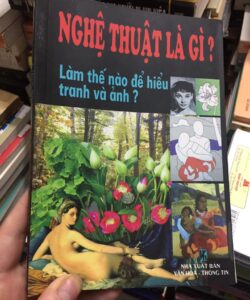 NGHỆ THUẬT LÀ GÌ?
Làm thế nào để hiểu
tranh và ảnh?
NHÀ XUẤT BẢN
VĂN HÓA - THÔNG TIN